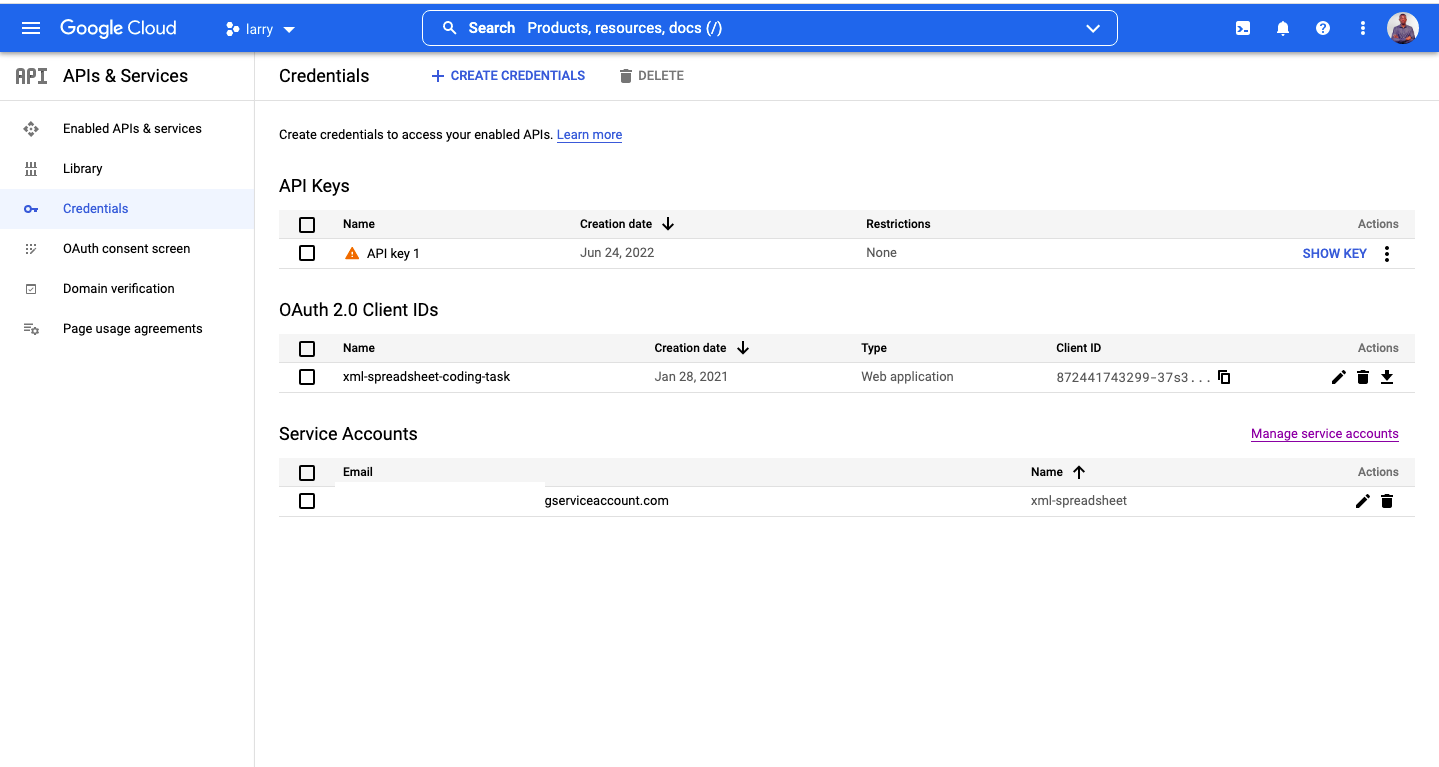 Google Cloud larry Search Products, resources, docs (/)
API APIs & Services
Enabled APIs & services
Library
Credentials
OAuth consent screen
Domain verification
Page usage agreements
Credentials CREATE CREDENTIALS DELETE
Create credentials to access your enabled APIs. Learn more
API Keys
Name Creation date Restrictions Actions
API key 1 Jun 24, 2022 None SHOW KEY
OAuth 2.0 Client IDs
Name Creation date Type Client ID Actions
xml-spreadsheet-coding-task Jan 28, 2021 Web application 872441743299-37s3...
Service Accounts Manage service accounts
Email Name Actions
gserviceaccount.com xml-spreadsheet